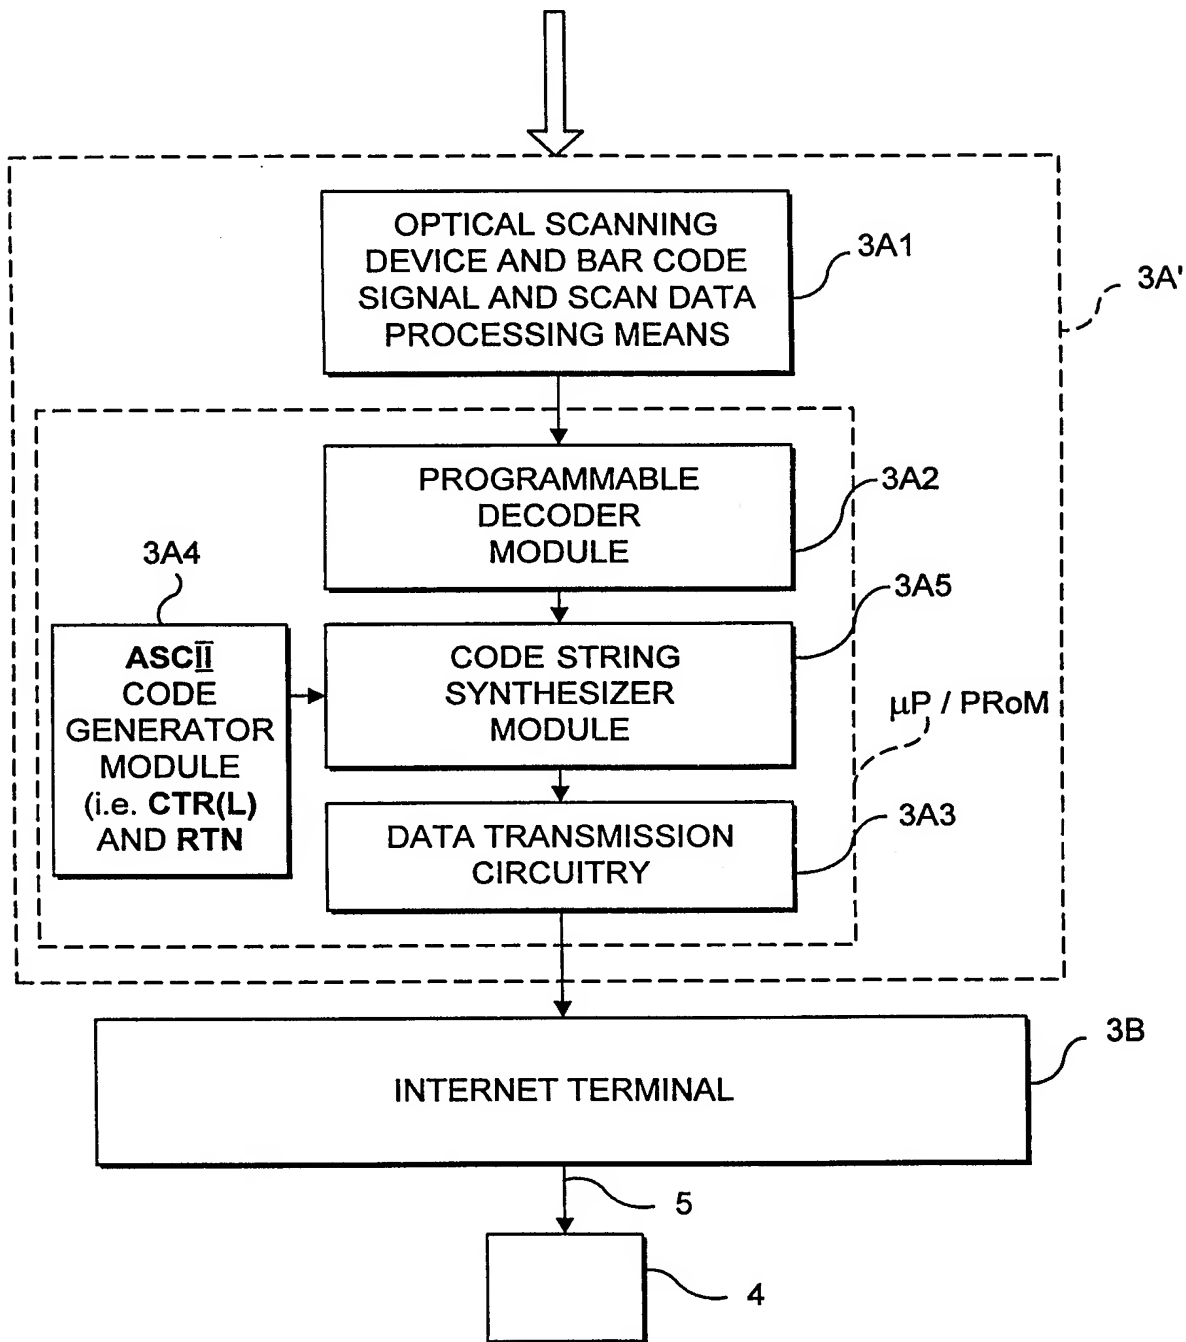 OPTICAL SCANNING
DEVICE AND BAR CODE
SIGNAL AND SCAN DATA
PROCESSING MEANS
3A1
3A'
PROGRAMMABLE
DECODER
MODULE
3A2
3A4
ASCII
CODE
GENERATOR
MODULE
(i.e. CTR(L)
AND RTN
CODE STRING
SYNTHESIZER
MODULE
3A5
μP / PRoM
DATA TRANSMISSION
CIRCUITRY
3A3
INTERNET TERMINAL
3B
5
4